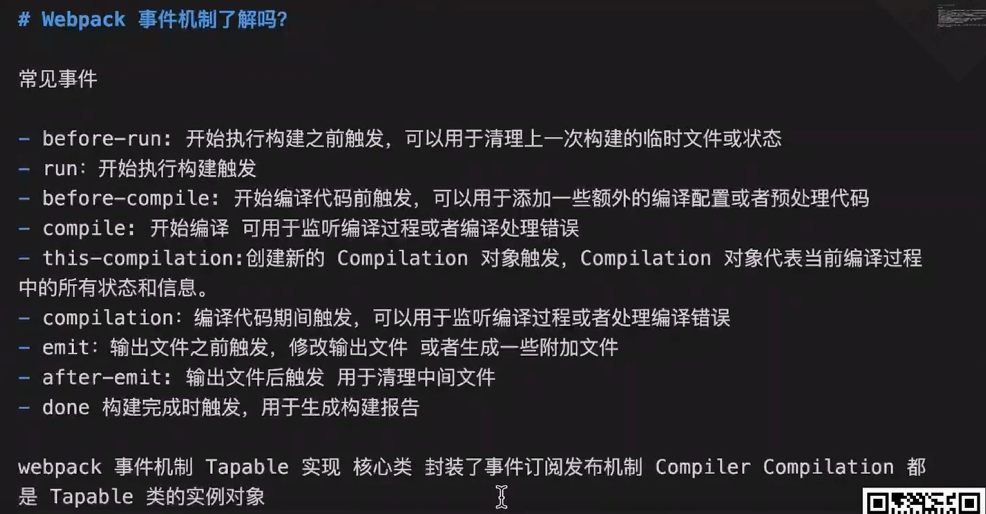 # Webpack 事件机制了解吗？
常见事件
- before-run: 开始执行构建之前触发，可以用于清理上一次构建的临时文件或状态
- run：开始执行构建触发
- before-compile: 开始编译代码前触发，可以用于添加一些额外的编译配置或者预处理代码
- compile: 开始编译 可用于监听编译过程或者编译处理错误
- this-compilation:创建新的 Compilation 对象触发，Compilation 对象代表当前编译过程
中的所有状态和信息。
- compilation：编译代码期间触发，可以用于监听编译过程或者处理编译错误
- emit：输出文件之前触发，修改输出文件 或者生成一些附加文件
- after-emit: 输出文件后触发 用于清理中间文件
- done 构建完成时触发，用于生成构建报告
webpack 事件机制 Tapable 实现 核心类 封装了事件订阅发布机制 Compiler Compilation 都
是 Tapable 类的实例对象